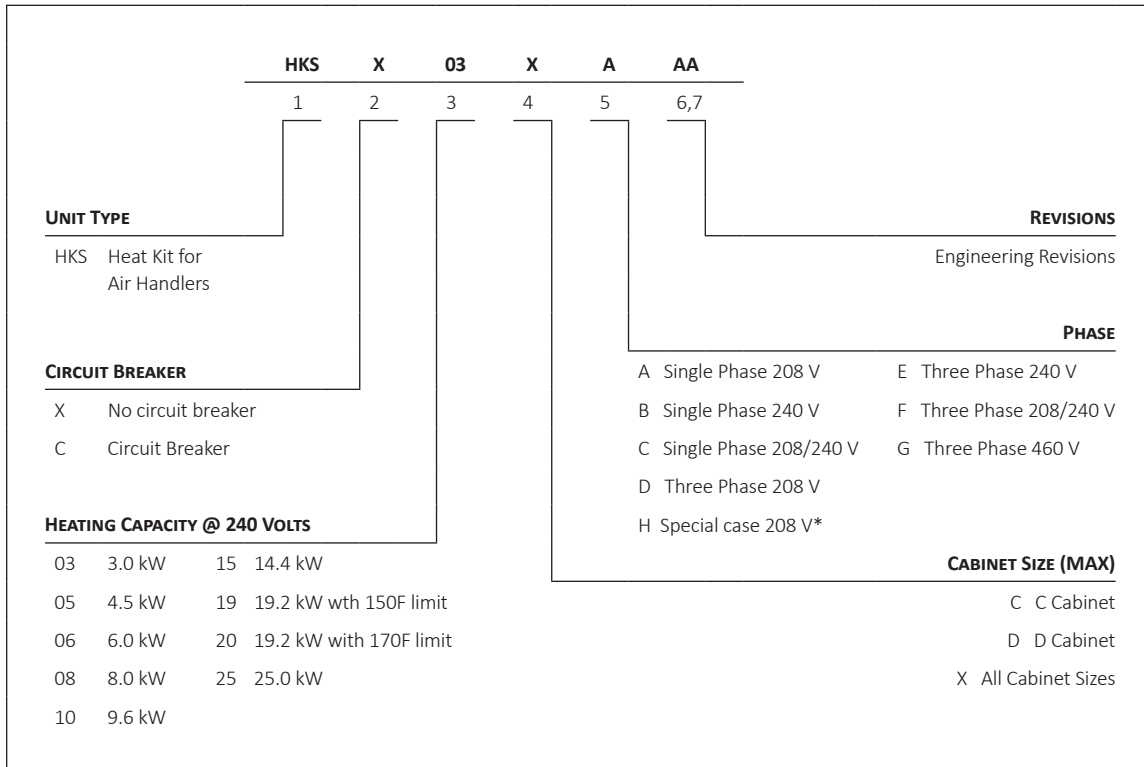 HKS X 03 X A AA
1 2 3 4 5 6,7
UNIT TYPE
HKS Heat Kit for
Air Handlers
CIRCUIT BREAKER
X No circuit breaker
C Circuit Breaker
HEATING CAPACITY @ 240 VOLTS
03 3.0 kW 15 14.4 kW
05 4.5 kW 19 19.2 kW wth 150F limit
06 6.0 kW 20 19.2 kW with 170F limit
08 8.0 kW 25 25.0 kW
10 9.6 kW
REVISIONS
Engineering Revisions
PHASE
A Single Phase 208 V E Three Phase 240 V
B Single Phase 240 V F Three Phase 208/240 V
C Single Phase 208/240 V G Three Phase 460 V
D Three Phase 208 V
H Special case 208 V*
CABINET SIZE (MAX)
C C Cabinet
D D Cabinet
X All Cabinet Sizes